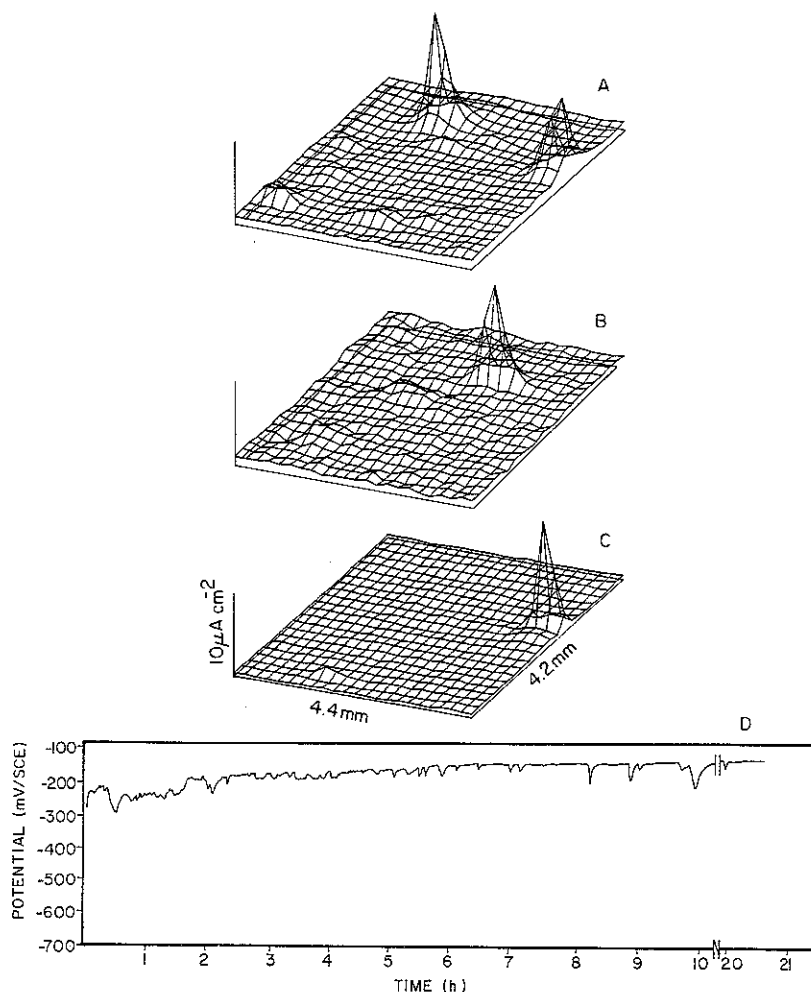 A
B
C
10μA cm-2
4.4mm
4.2mm
D
POTENTIAL (mV/SCE)
-100
-200
-300
-400
-500
-600
-700
1 2 3 4 5 6 7 8 9 10 N 20 21
TIME (h)